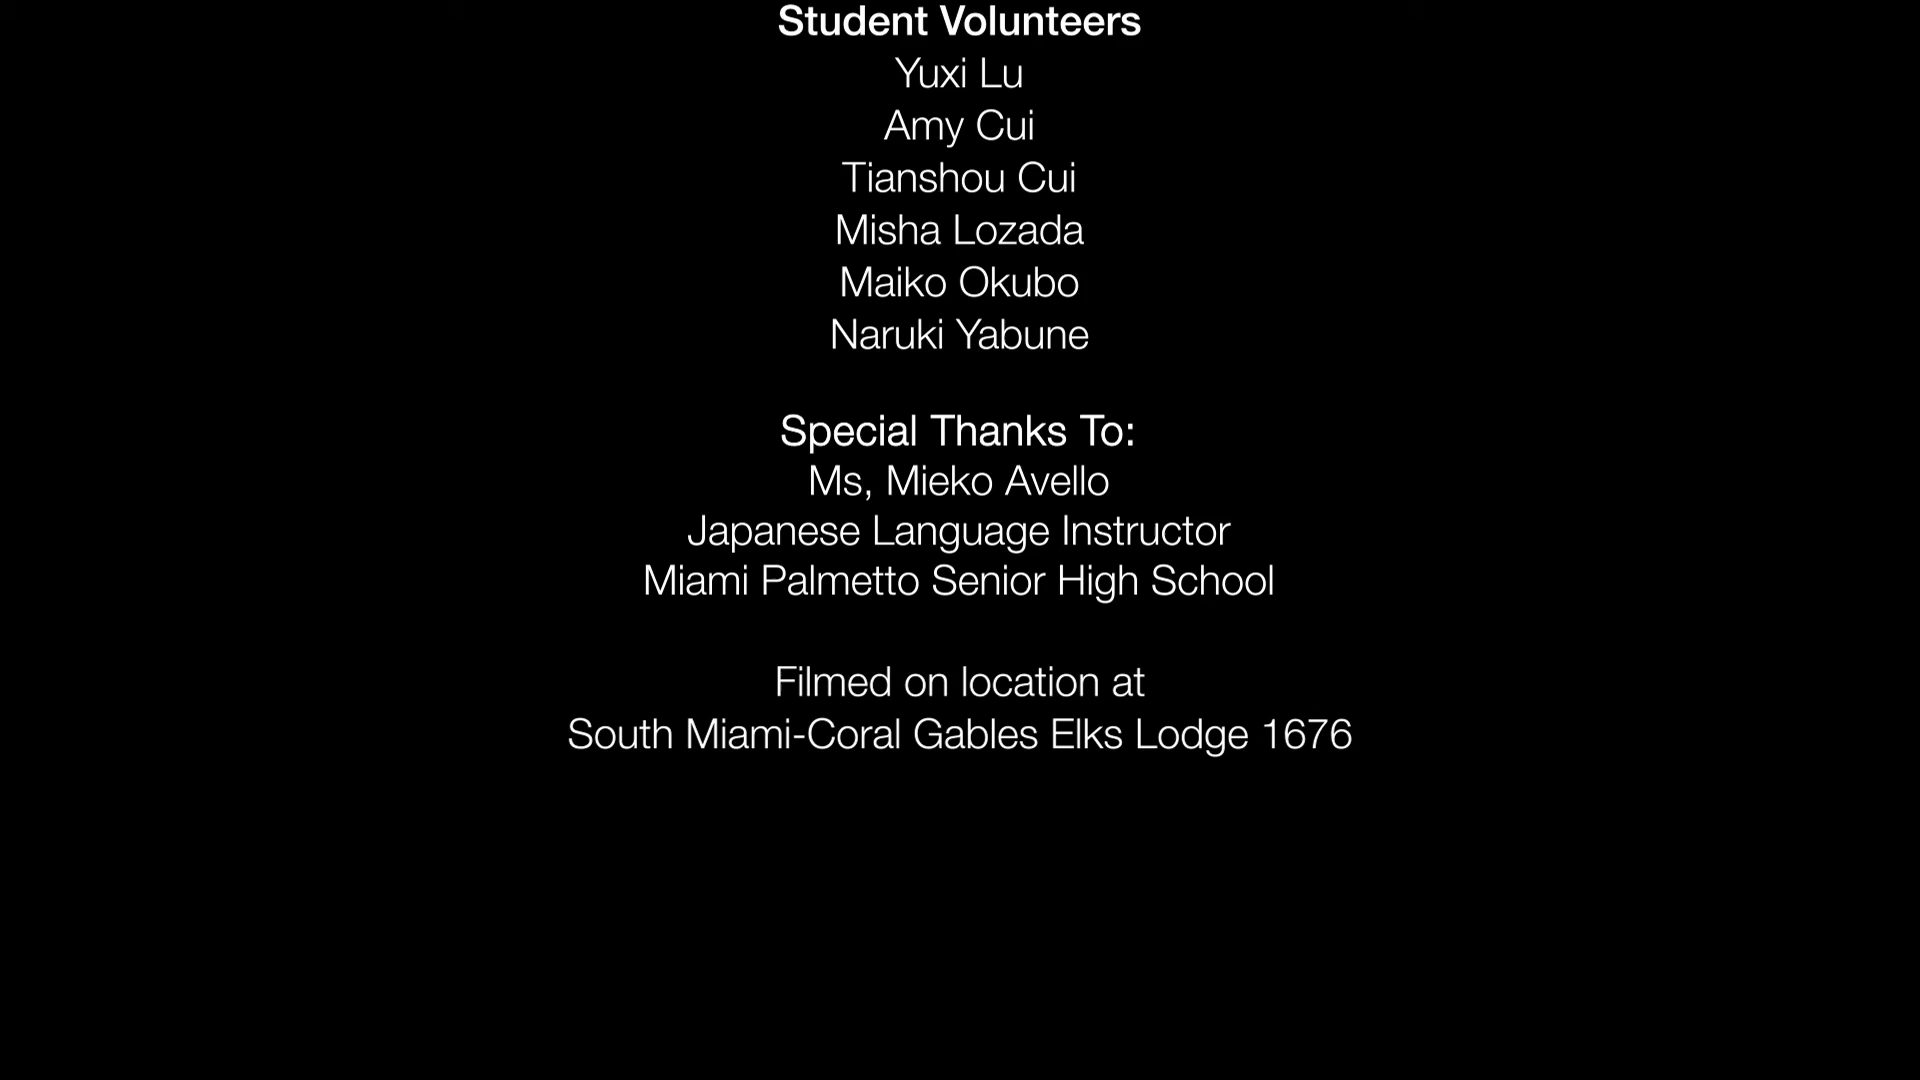 Student Volunteers
Yuxi Lu
Amy Cui
Tianshou Cui
Misha Lozada
Maiko Okubo
Naruki Yabune
Special Thanks To:
Ms, Mieko Avello
Japanese Language Instructor
Miami Palmetto Senior High School
Filmed on location at
South Miami-Coral Gables Elks Lodge 1676